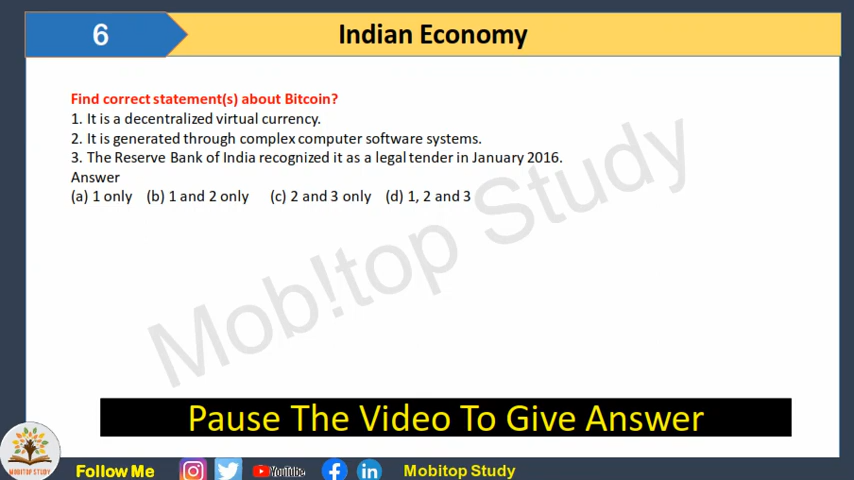 6
Indian Economy
Find correct statement(s) about Bitcoin?
1. It is a decentralized virtual currency.
2. It is generated through complex computer software systems.
3. The Reserve Bank of India recognized it as a legal tender in January 2016.
Answer
(a) 1 only (b) 1 and 2 only (c) 2 and 3 only (d) 1, 2 and 3
Mob!top Study
Pause The Video To Give Answer
MOBITOP STUDY
Follow Me YouTube Mobitop Study